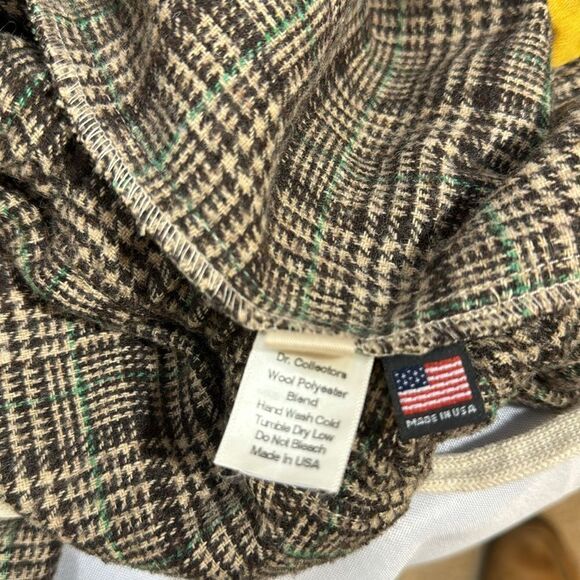 Dr. Collectors
Wool Polyester
Blend
Hand Wash Cold
Tumble Dry Low
Do Not Bleach
Made In USA
MADE IN USA